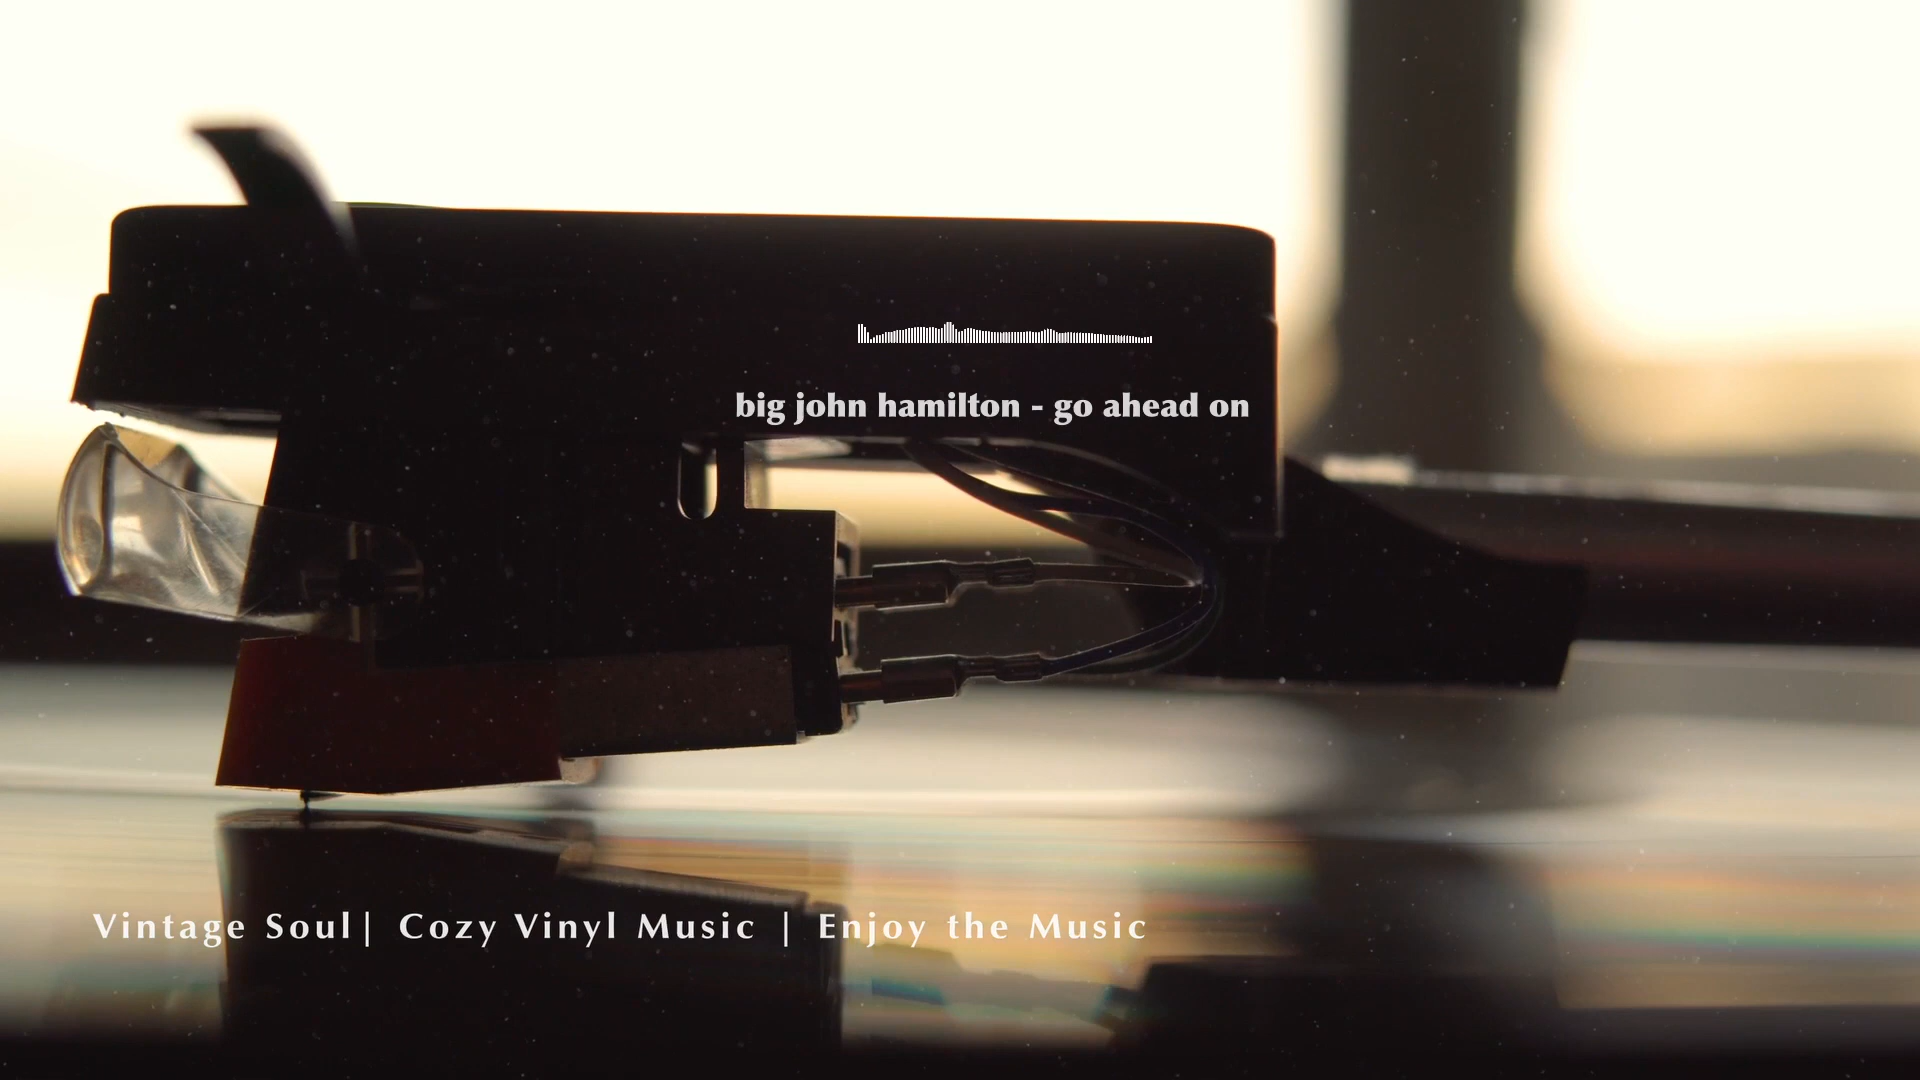 big john hamilton - go ahead on
Vintage Soul| Cozy Vinyl Music | Enjoy the Music